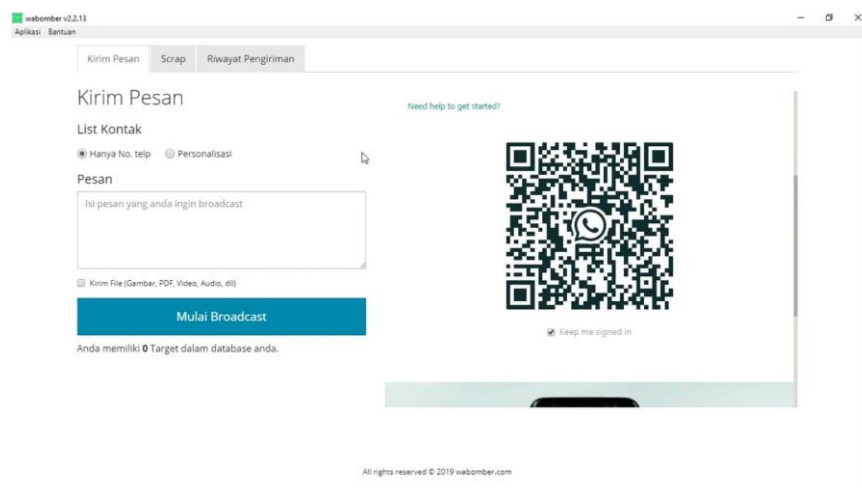 wabomber v2.2.13
Aplikasi Bantuan
Kirim Pesan Scrap Riwayat Pengiriman
Kirim Pesan
List Kontak
Hanya No. telp Personalisasi
Pesan
Isi pesan yang anda ingin broadcast
Kirim File (Gambar, PDF, Video, Audio, dll)
Mulai Broadcast
Anda memiliki 0 Target dalam database anda.
Need help to get started?
Keep me signed in
All rights reserved © 2019 wabomber.com